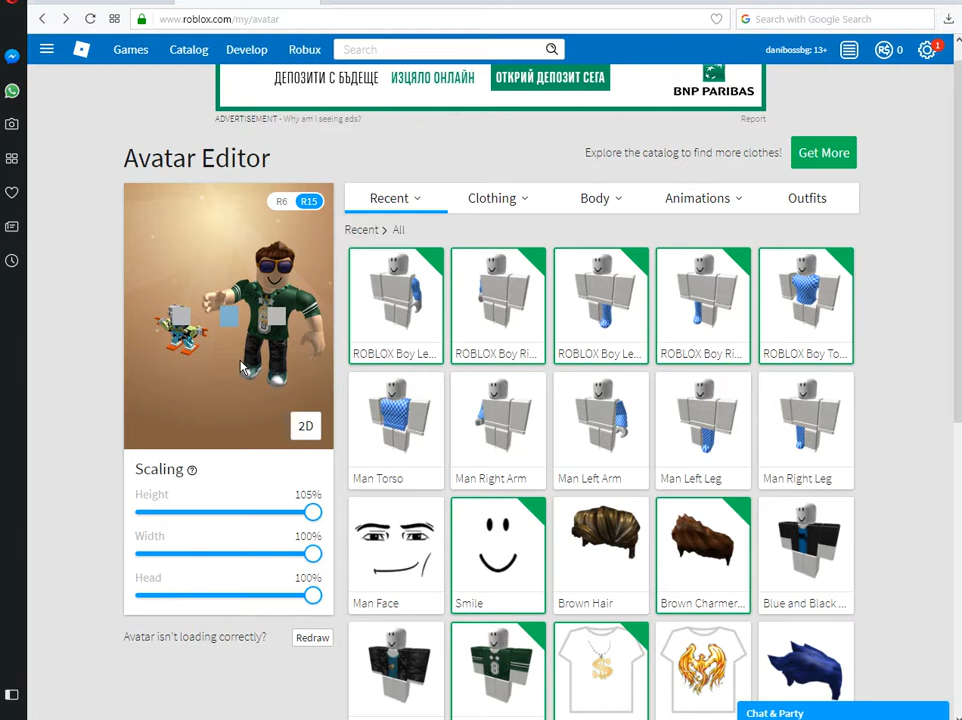 www.roblox.com/my/avatar
Search with Google Search
Games Catalog Develop Robux Search danibossbg: 13+ R$ 0 1
ДЕПОЗИТИ С БЪДЕЩЕ ИЗЦЯЛО ОНЛАЙН ОТКРИЙ ДЕПОЗИТ СЕГА
BNP PARIBAS
ADVERTISEMENT - Why am I seeing ads? Report
Avatar Editor
Explore the catalog to find more clothes! Get More
R6 R15
Recent Clothing Body Animations Outfits
Recent > All
ROBLOX Boy Le... ROBLOX Boy Ri... ROBLOX Boy Le... ROBLOX Boy Ri... ROBLOX Boy To...
2D
Man Torso Man Right Arm Man Left Arm Man Left Leg Man Right Leg
Scaling ?
Height 105%
Width 100%
Head 100%
Man Face Smile Brown Hair Brown Charmer... Blue and Black ...
Avatar isn't loading correctly? Redraw
8
$
Chat & Party